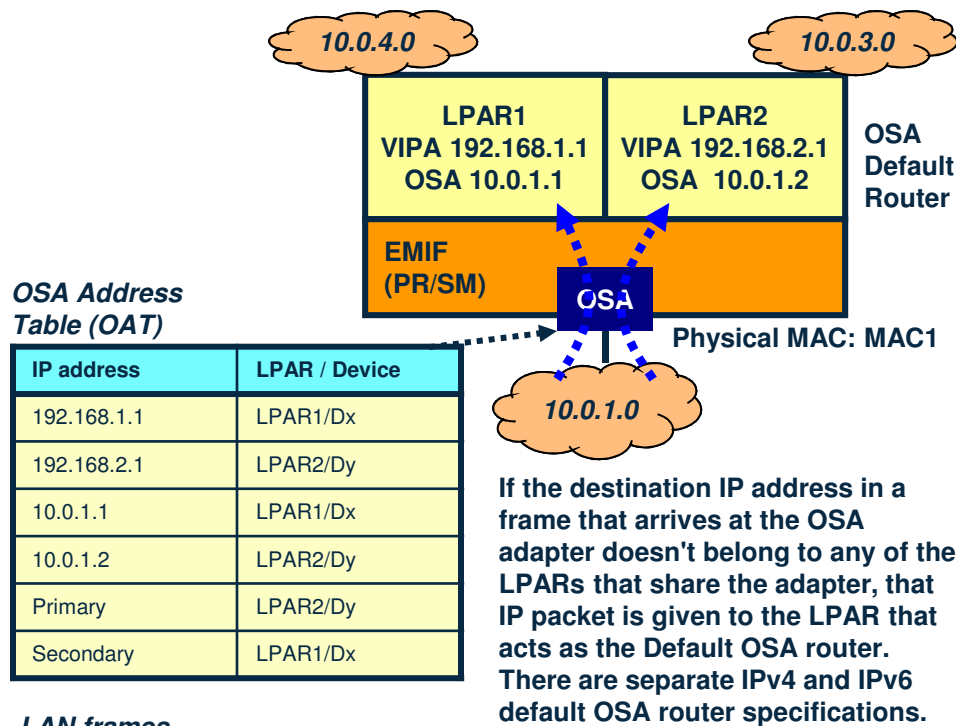 10.0.4.0
10.0.3.0
LPAR1
VIPA 192.168.1.1
OSA 10.0.1.1
LPAR2
VIPA 192.168.2.1
OSA 10.0.1.2
OSA
Default
Router
EMIF
(PR/SM)
OSA
Physical MAC: MAC1
10.0.1.0
OSA Address
Table (OAT)
IP address LPAR / Device
192.168.1.1 LPAR1/Dx
192.168.2.1 LPAR2/Dy
10.0.1.1 LPAR1/Dx
10.0.1.2 LPAR2/Dy
Primary LPAR2/Dy
Secondary LPAR1/Dx
If the destination IP address in a
frame that arrives at the OSA
adapter doesn't belong to any of the
LPARs that share the adapter, that
IP packet is given to the LPAR that
acts as the Default OSA router.
There are separate IPv4 and IPv6
default OSA router specifications.
LAN frames